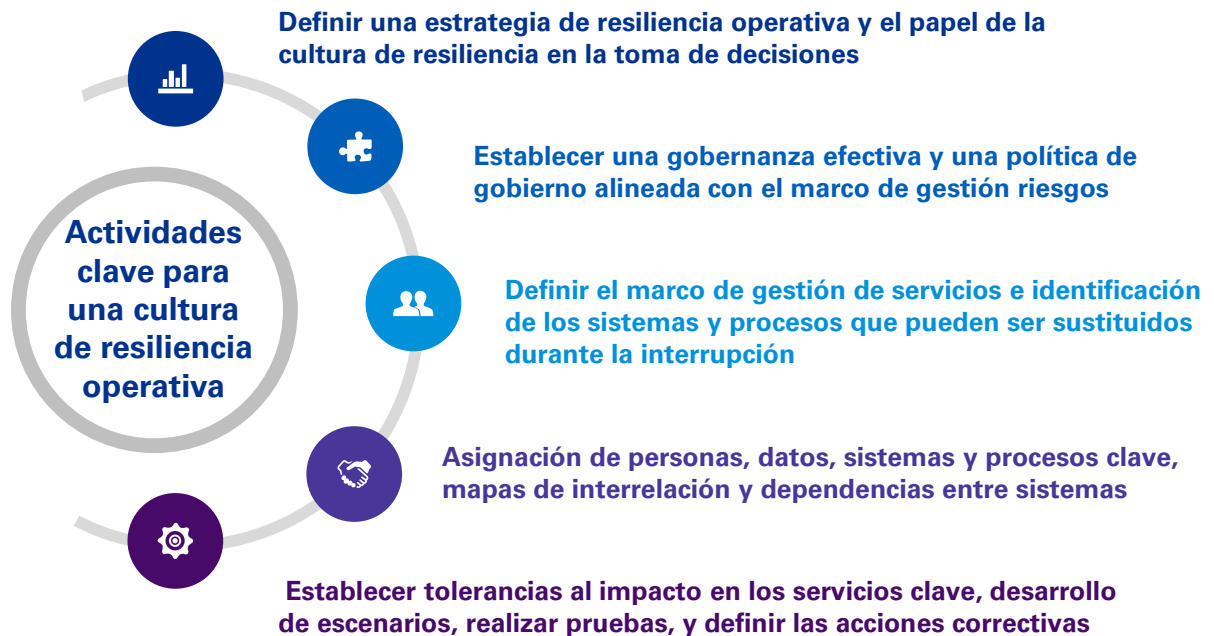 Definir una estrategia de resiliencia operativa y el papel de la
cultura de resiliencia en la toma de decisiones
Establecer una gobernanza efectiva y una política de
gobierno alineada con el marco de gestión riesgos
Actividades
clave para
una cultura
de resiliencia
operativa
Definir el marco de gestión de servicios e identificación
de los sistemas y procesos que pueden ser sustituidos
durante la interrupción
Asignación de personas, datos, sistemas y procesos clave,
mapas de interrelación y dependencias entre sistemas
Establecer tolerancias al impacto en los servicios clave, desarrollo
de escenarios, realizar pruebas, y definir las acciones correctivas